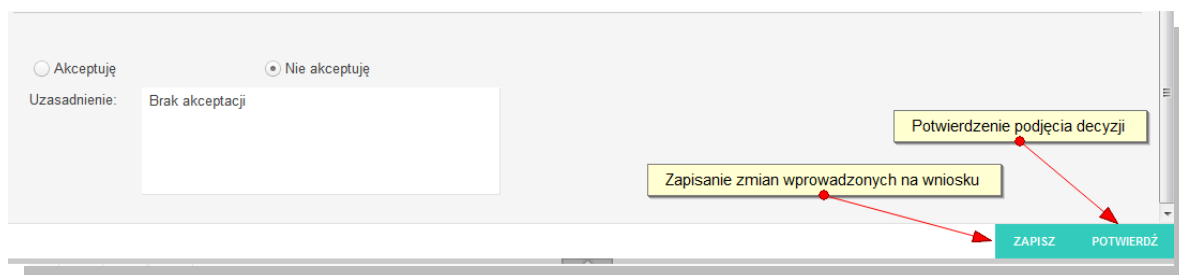 Akceptuję Nie akceptuję
Uzasadnienie: Brak akceptacji
Potwierdzenie podjęcia decyzji
Zapisanie zmian wprowadzonych na wniosku
ZAPISZ POTWIERDŹ